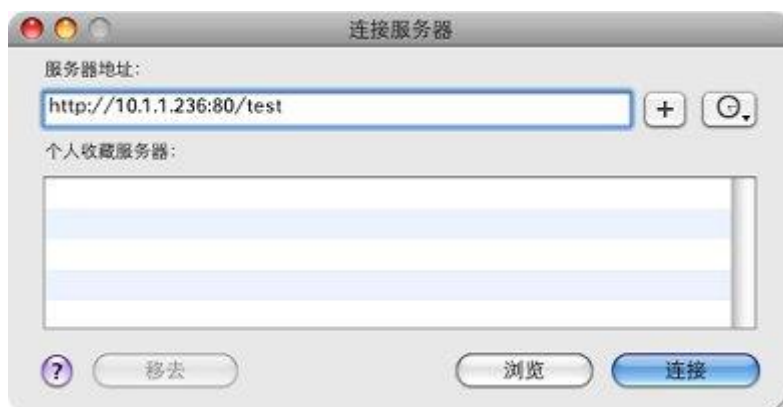 连接服务器
服务器地址:
http://10.1.1.236:80/test
+
个人收藏服务器:
?
移去
浏览
连接